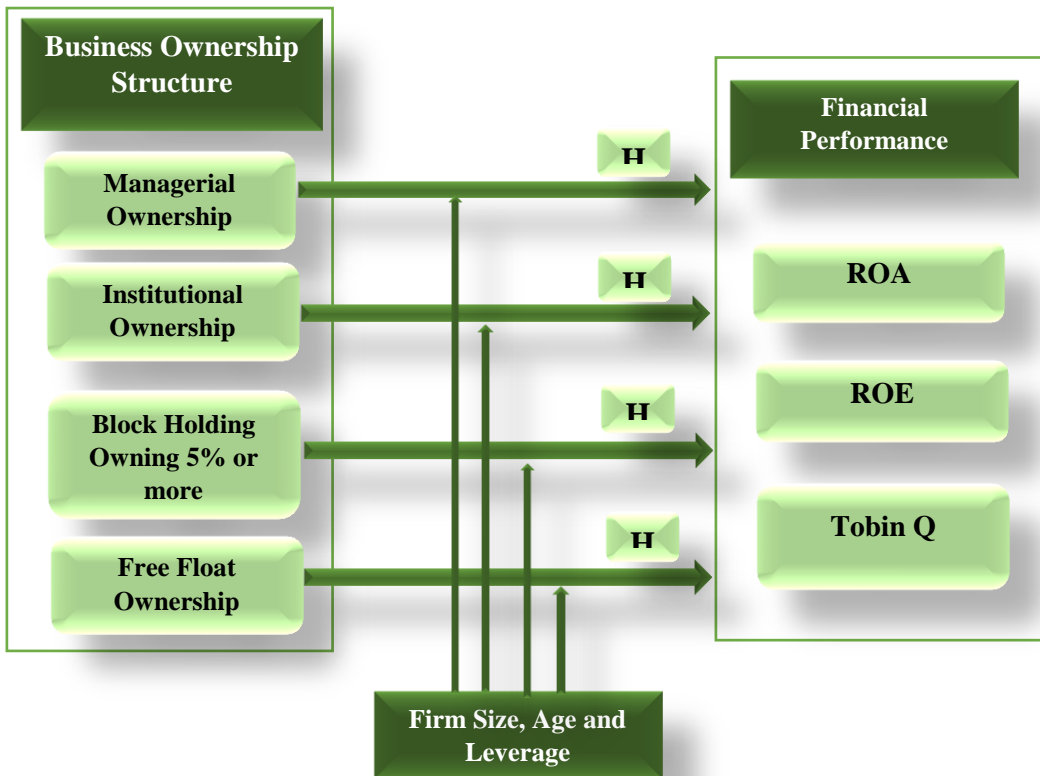 Business Ownership
Structure
Managerial
Ownership
Institutional
Ownership
Block Holding
Owning 5% or
more
Free Float
Ownership
H
H
H
H
Financial
Performance
ROA
ROE
Tobin Q
Firm Size, Age and
Leverage